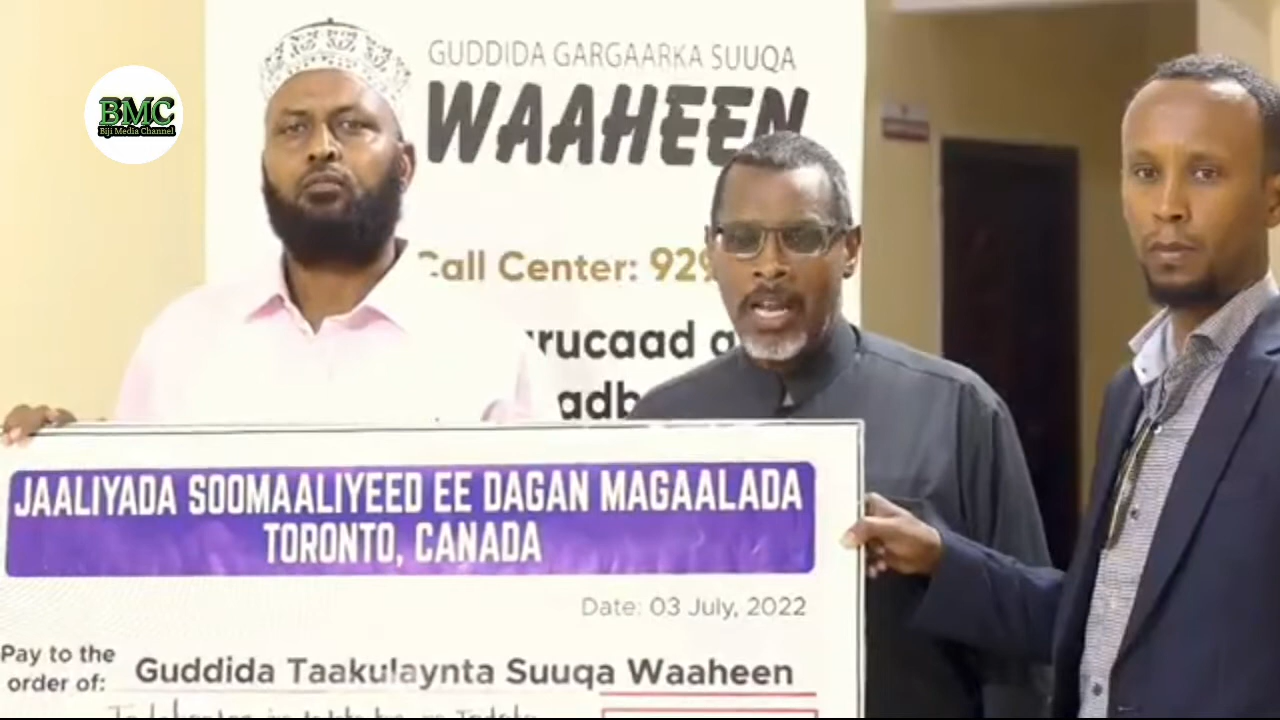 BMC
Biji Media Channel
GUDDIDA GARGAARKA SUUQA
WAAHEEN
Call Center: 929
JAALIYADA SOOMAALIYEED EE DAGAN MAGAALADA
TORONTO, CANADA
Date: 03 July, 2022
Pay to the
order of:
Guddida Taakulaynta Suuqa Waaheen